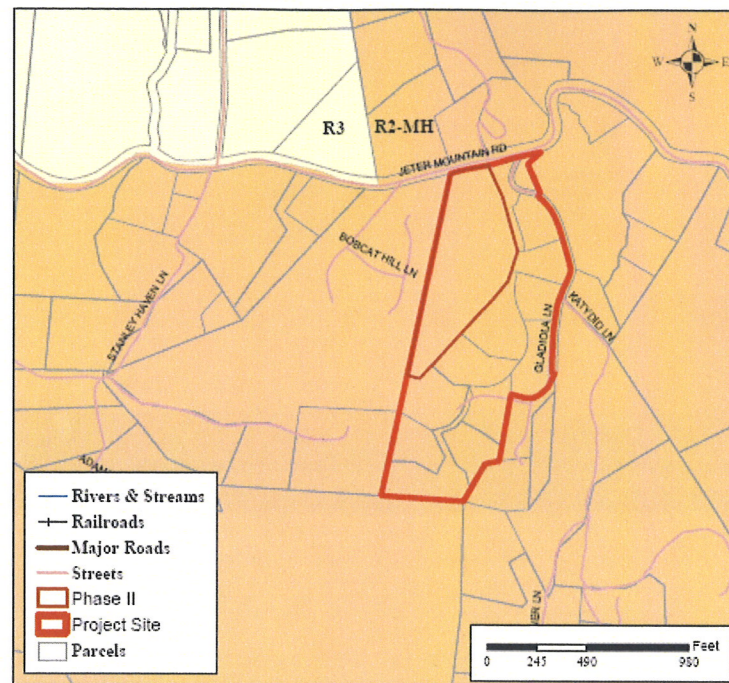 N
W E
S
R3 R2-MH
JETER MOUNTAIN RD
BOBCAT HILL LN
STANLEY HAVEN LN
KATYDID LN
GLADIOLA LN
Rivers & Streams
Railroads
Major Roads
Streets
Phase II
Project Site
Parcels
Feet
0 245 490 980